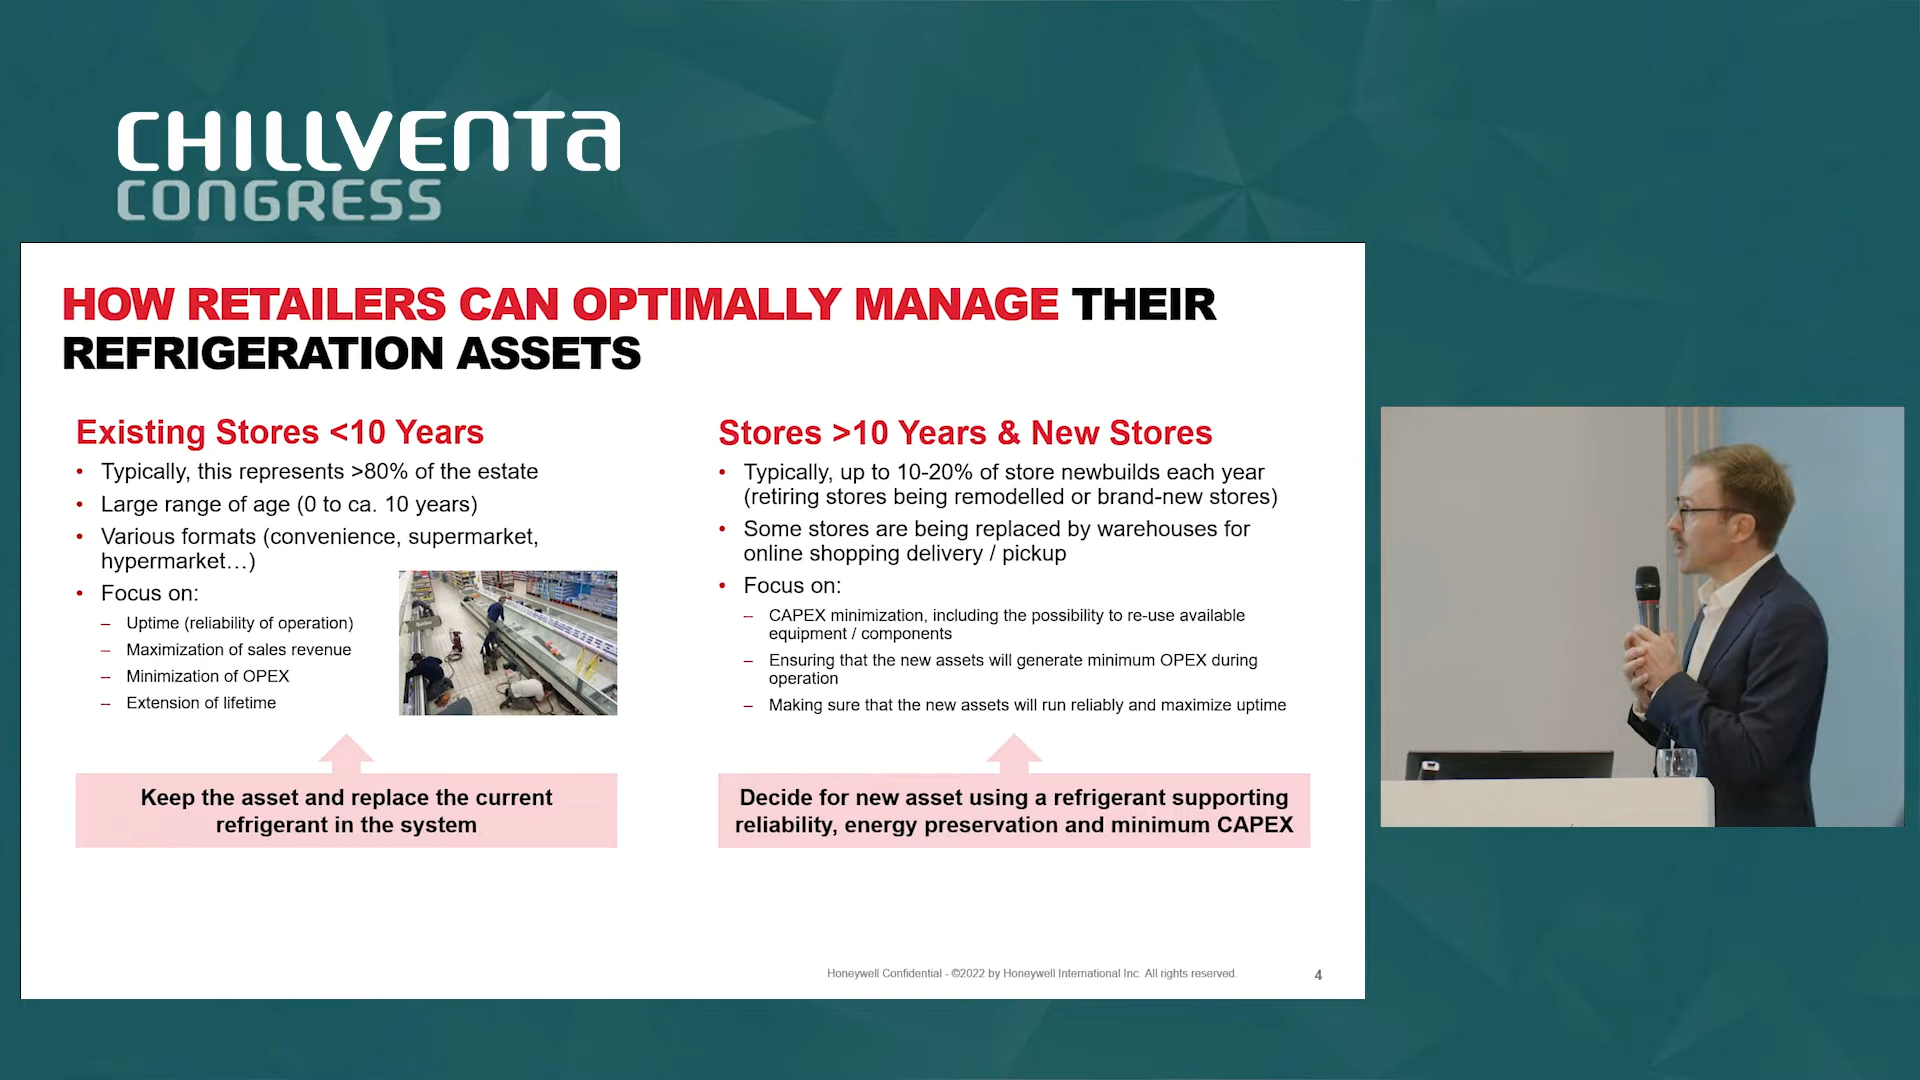 CHILLVENTA
CONGRESS
HOW RETAILERS CAN OPTIMALLY MANAGE THEIR
REFRIGERATION ASSETS
Existing Stores <10 Years
• Typically, this represents >80% of the estate
• Large range of age (0 to ca. 10 years)
• Various formats (convenience, supermarket,
hypermarket…)
• Focus on:
– Uptime (reliability of operation)
– Maximization of sales revenue
– Minimization of OPEX
– Extension of lifetime
Keep the asset and replace the current
refrigerant in the system
Stores >10 Years & New Stores
• Typically, up to 10-20% of store newbuilds each year
(retiring stores being remodelled or brand-new stores)
• Some stores are being replaced by warehouses for
online shopping delivery / pickup
• Focus on:
– CAPEX minimization, including the possibility to re-use available
equipment / components
– Ensuring that the new assets will generate minimum OPEX during
operation
– Making sure that the new assets will run reliably and maximize uptime
Decide for new asset using a refrigerant supporting
reliability, energy preservation and minimum CAPEX
Honeywell Confidential - ©2022 by Honeywell International Inc. All rights reserved.
4